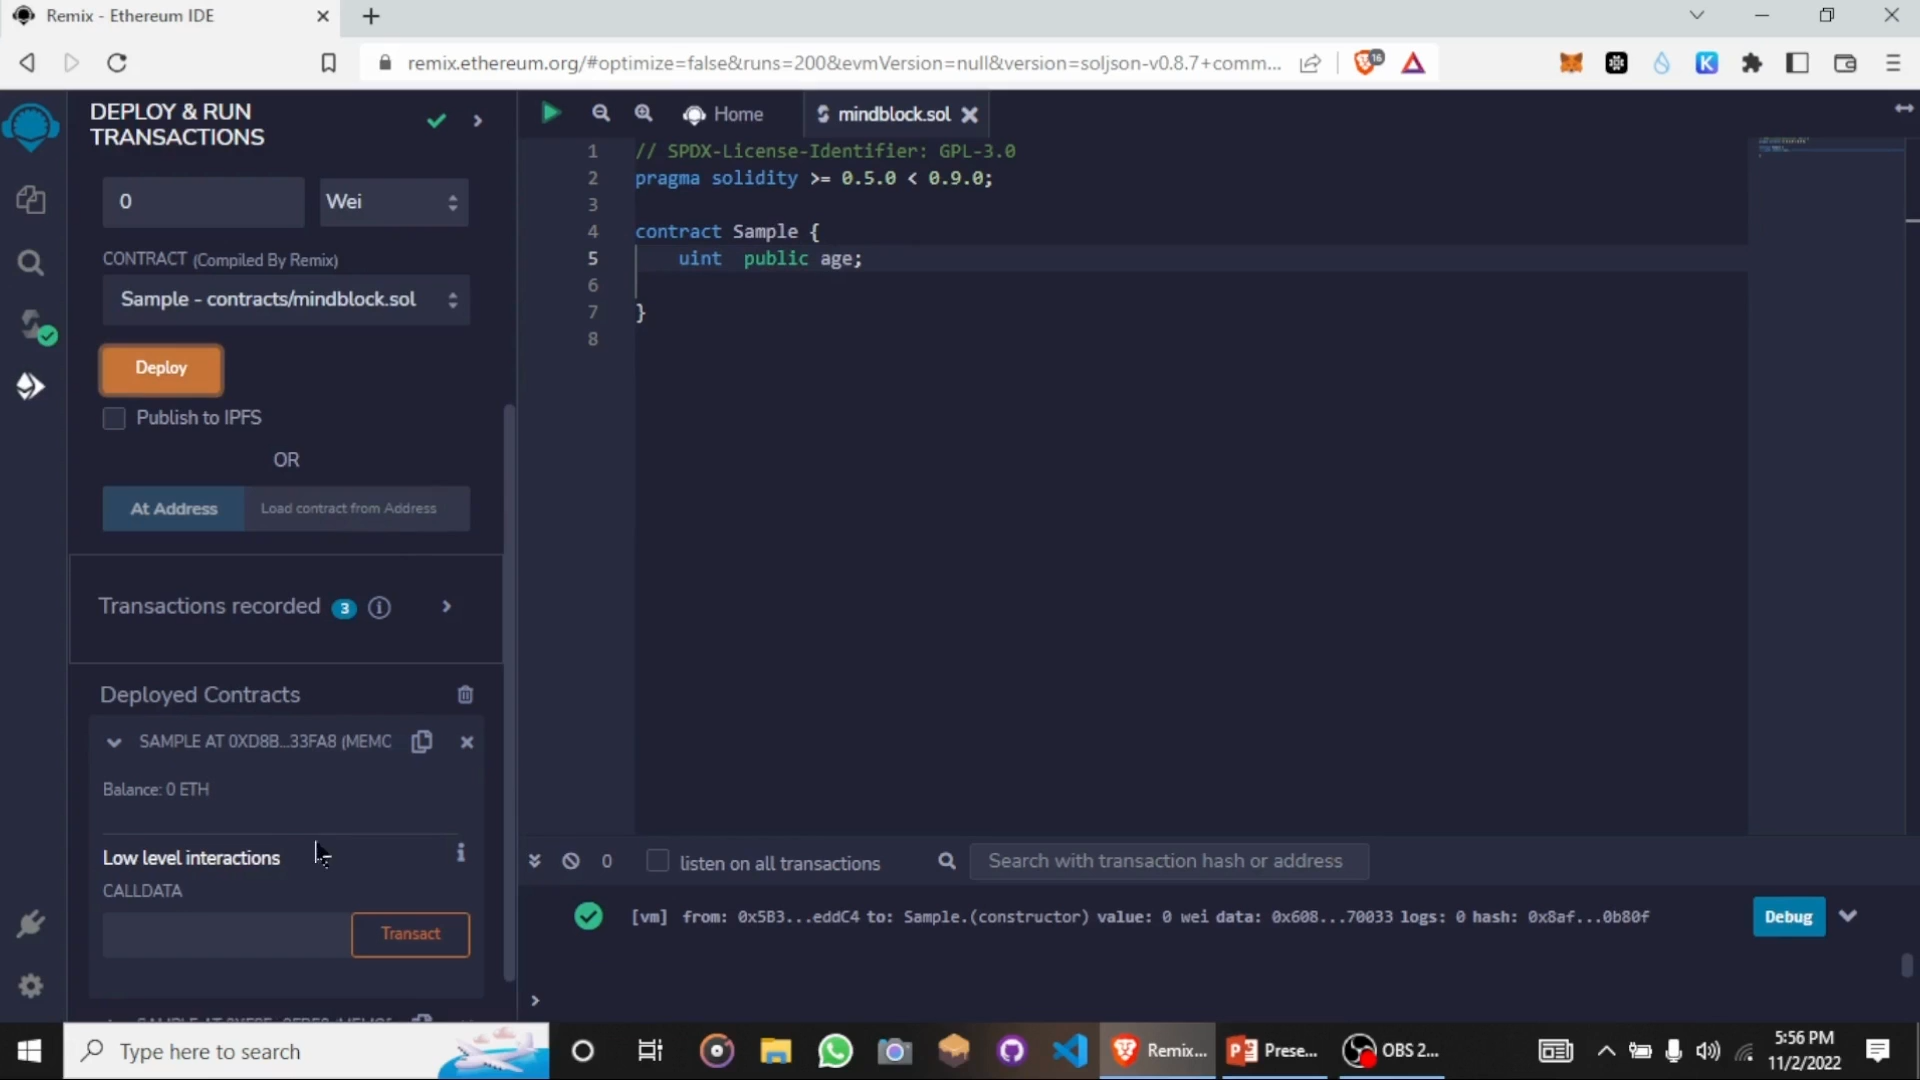 Remix - Ethereum IDE
remix.ethereum.org/#optimize=false&runs=200&evmVersion=null&version=soljson-v0.8.7+comm...
16
DEPLOY & RUN
TRANSACTIONS
0
Wei
CONTRACT (Compiled By Remix)
Sample - contracts/mindblock.sol
Deploy
Publish to IPFS
OR
At Address
Load contract from Address
Transactions recorded 3
Deployed Contracts
SAMPLE AT 0XD8B...33FA8 (MEMC
Balance: 0 ETH
Low level interactions
CALLDATA
Transact
Home
mindblock.sol
1 // SPDX-License-Identifier: GPL-3.0
2 pragma solidity >= 0.5.0 < 0.9.0;
3
4 contract Sample {
5 uint  public age;
6
7 }
8
0
listen on all transactions
Search with transaction hash or address
[vm] from: 0x5B3...eddC4 to: Sample.(constructor) value: 0 wei data: 0x608...70033 logs: 0 hash: 0x8af...0b80f
Debug
Type here to search
Remix...
Prese...
OBS 2...
5:56 PM
11/2/2022